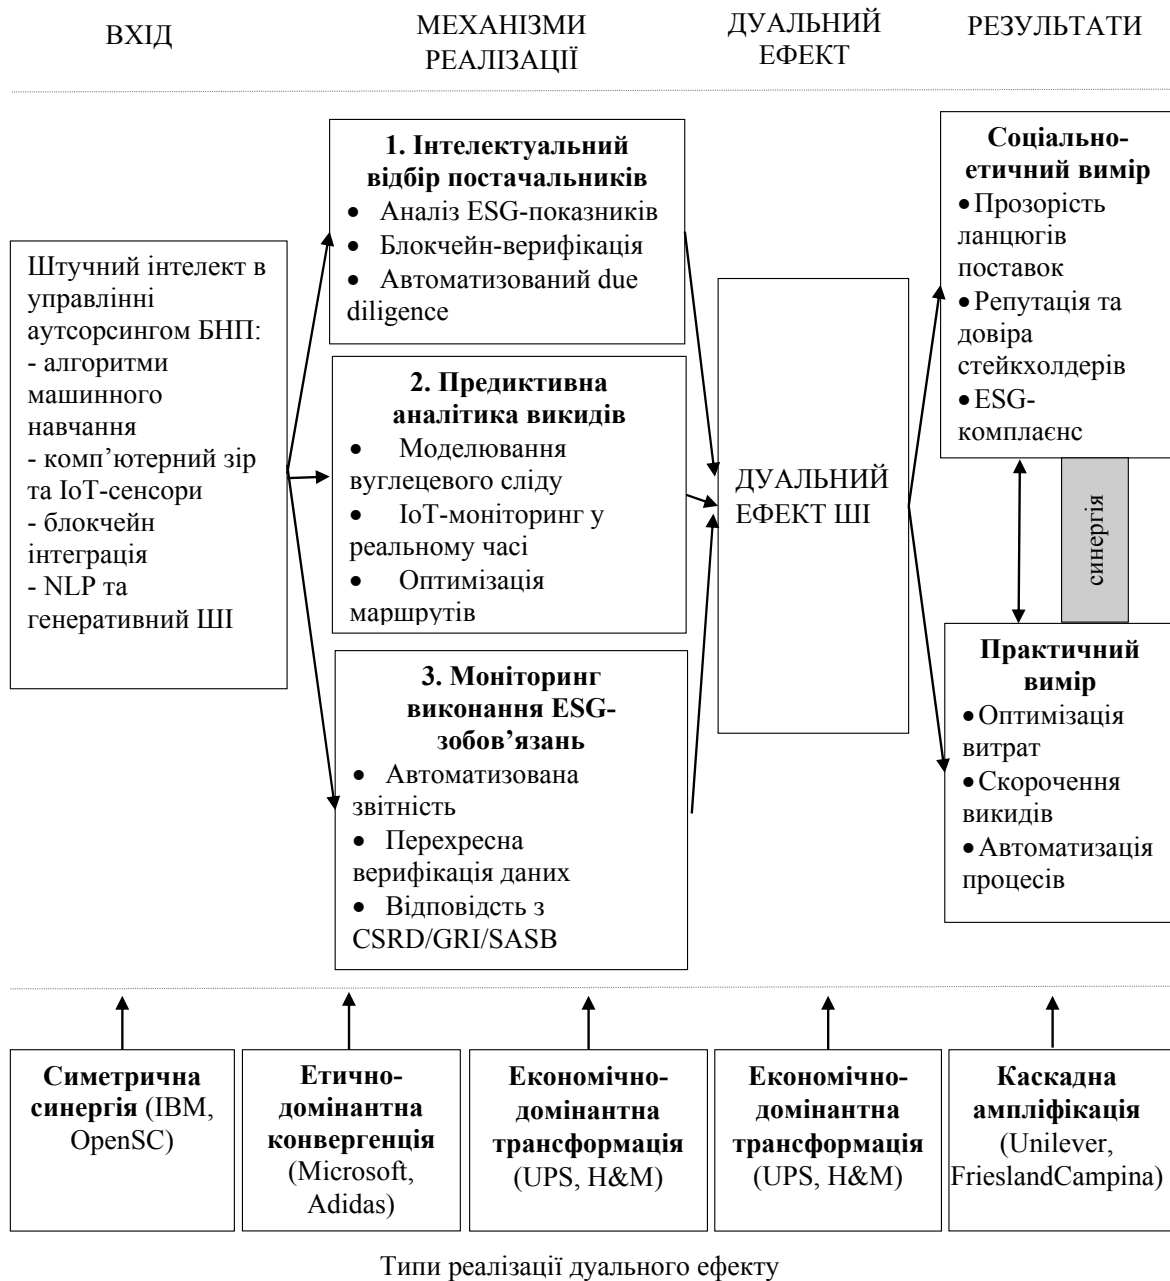 ВХІД
МЕХАНІЗМИ
РЕАЛІЗАЦІЇ
ДУАЛЬНИЙ
ЕФЕКТ
РЕЗУЛЬТАТИ
Штучний інтелект в
управлінні
аутсорсингом БНП:
- алгоритми
машинного
навчання
- комп’ютерний зір
та IoT-сенсори
- блокчейн
інтеграція
- NLP та
генеративний ШІ
1. Інтелектуальний
відбір постачальників
• Аналіз ESG-показників
• Блокчейн-верифікація
• Автоматизований due
diligence
2. Предиктивна
аналітика викидів
• Моделювання
вуглецевого сліду
• IoT-моніторинг у
реальному часі
• Оптимізація
маршрутів
3. Моніторинг
виконання ESG-
зобов’язань
• Автоматизована
звітність
• Перехресна
верифікація даних
• Відповідсть з
CSRD/GRI/SASB
ДУАЛЬНИЙ
ЕФЕКТ ШІ
Соціально-
етичний вимір
• Прозорість
ланцюгів
поставок
• Репутація та
довіра
стейкхолдерів
• ESG-
комплаєнс
синергія
Практичний
вимір
• Оптимізація
витрат
• Скорочення
викидів
• Автоматизація
процесів
Симетрична
синергія (IBM,
OpenSC)
Етично-
домінантна
конвергенція
(Microsoft,
Adidas)
Економічно-
домінантна
трансформація
(UPS, H&M)
Економічно-
домінантна
трансформація
(UPS, H&M)
Каскадна
ампліфікація
(Unilever,
FrieslandCampina)
Типи реалізації дуального ефекту